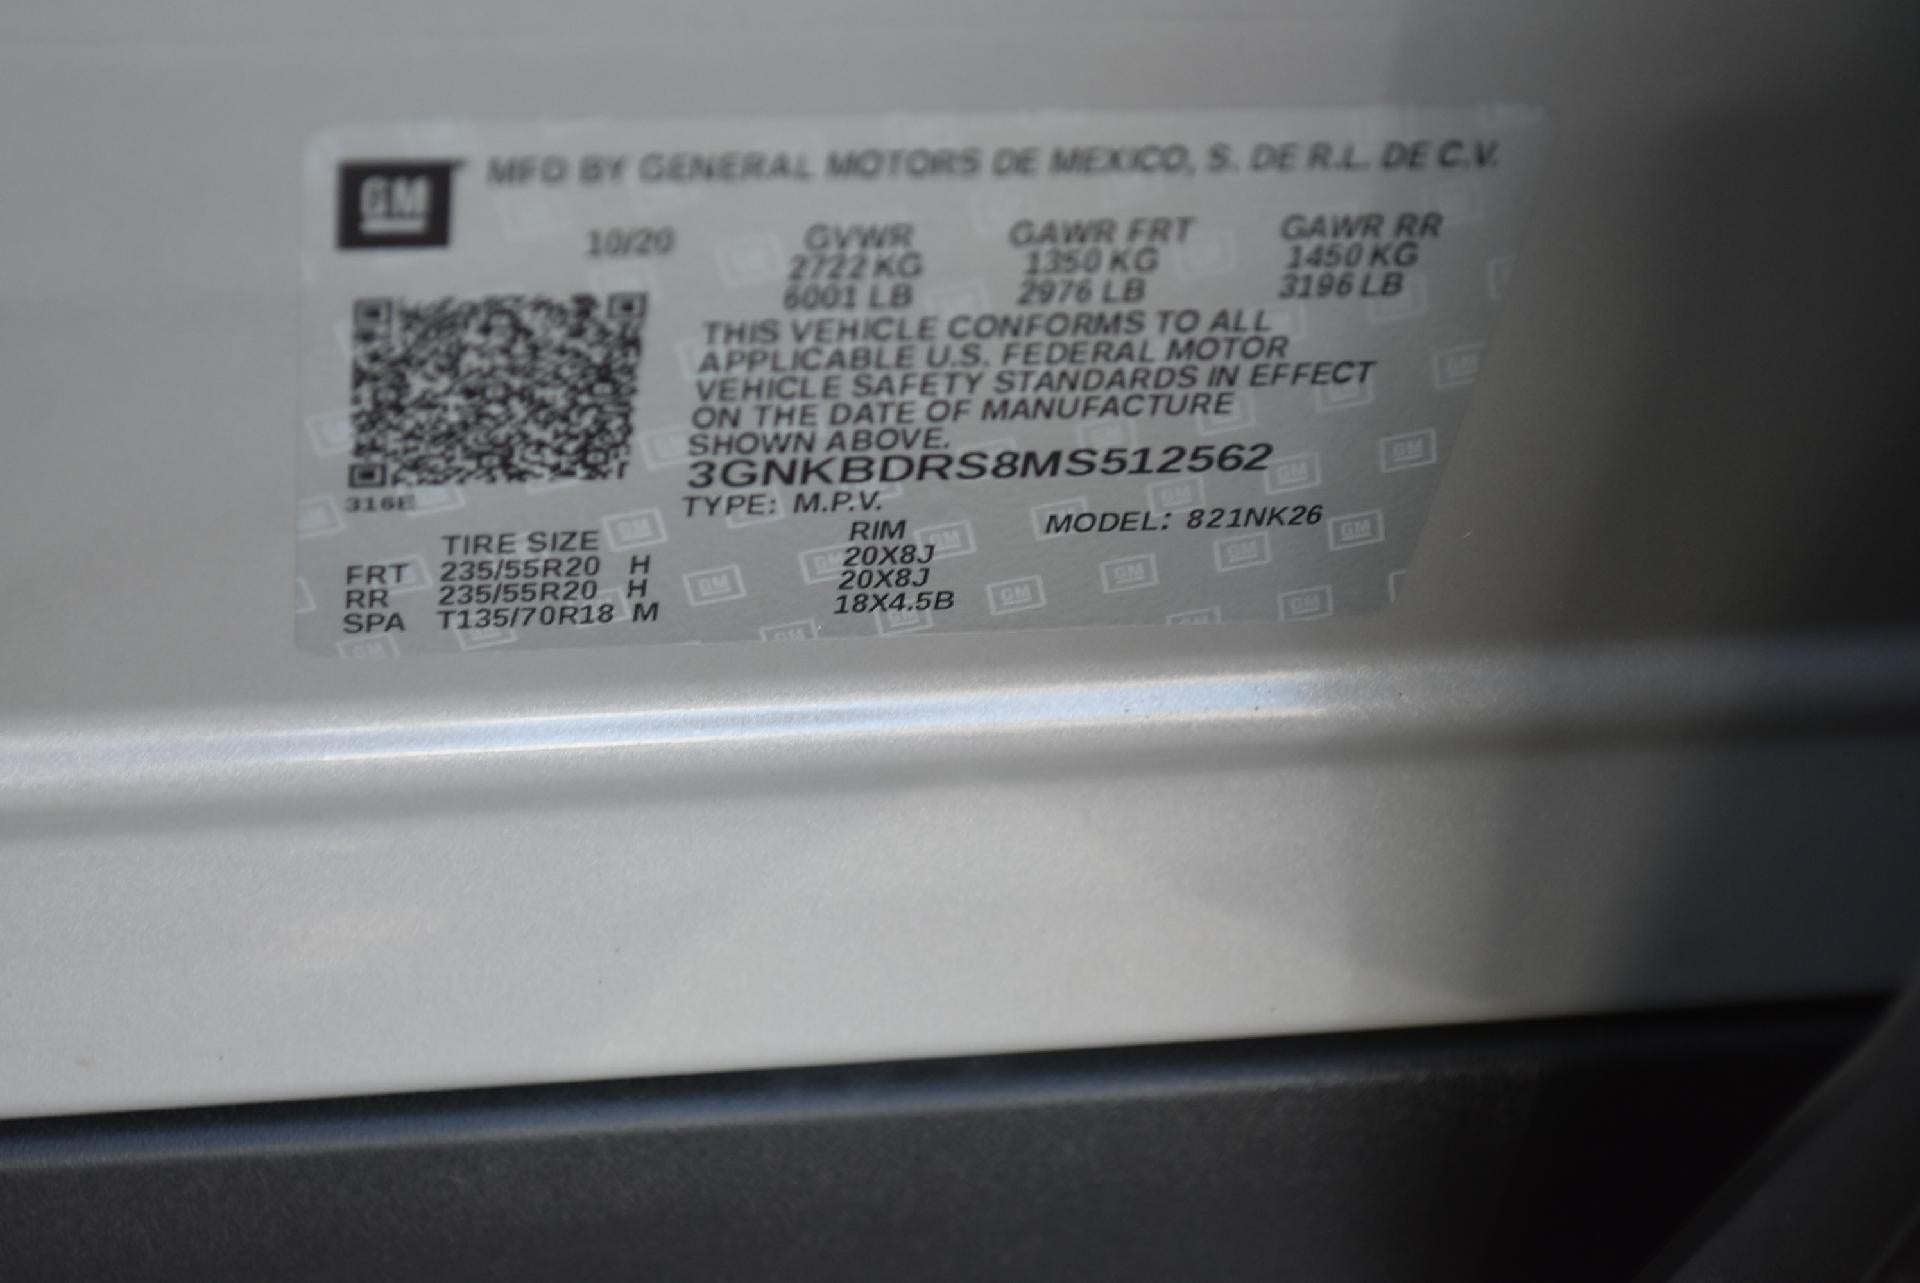 GM MFD BY GENERAL MOTORS DE MEXICO, S. DE R.L. DE C.V.
10/20 GVWR GAWR FRT GAWR RR
2722 KG 1350 KG 1450 KG
6001 LB 2976 LB 3196 LB
THIS VEHICLE CONFORMS TO ALL
APPLICABLE U.S. FEDERAL MOTOR
VEHICLE SAFETY STANDARDS IN EFFECT
ON THE DATE OF MANUFACTURE
SHOWN ABOVE.
3GNKBDRS8MS512562
316E TYPE: M.P.V. MODEL: 821NK26
TIRE SIZE RIM
FRT 235/55R20 H 20X8J
RR 235/55R20 H 20X8J
SPA T135/70R18 M 18X4.5B